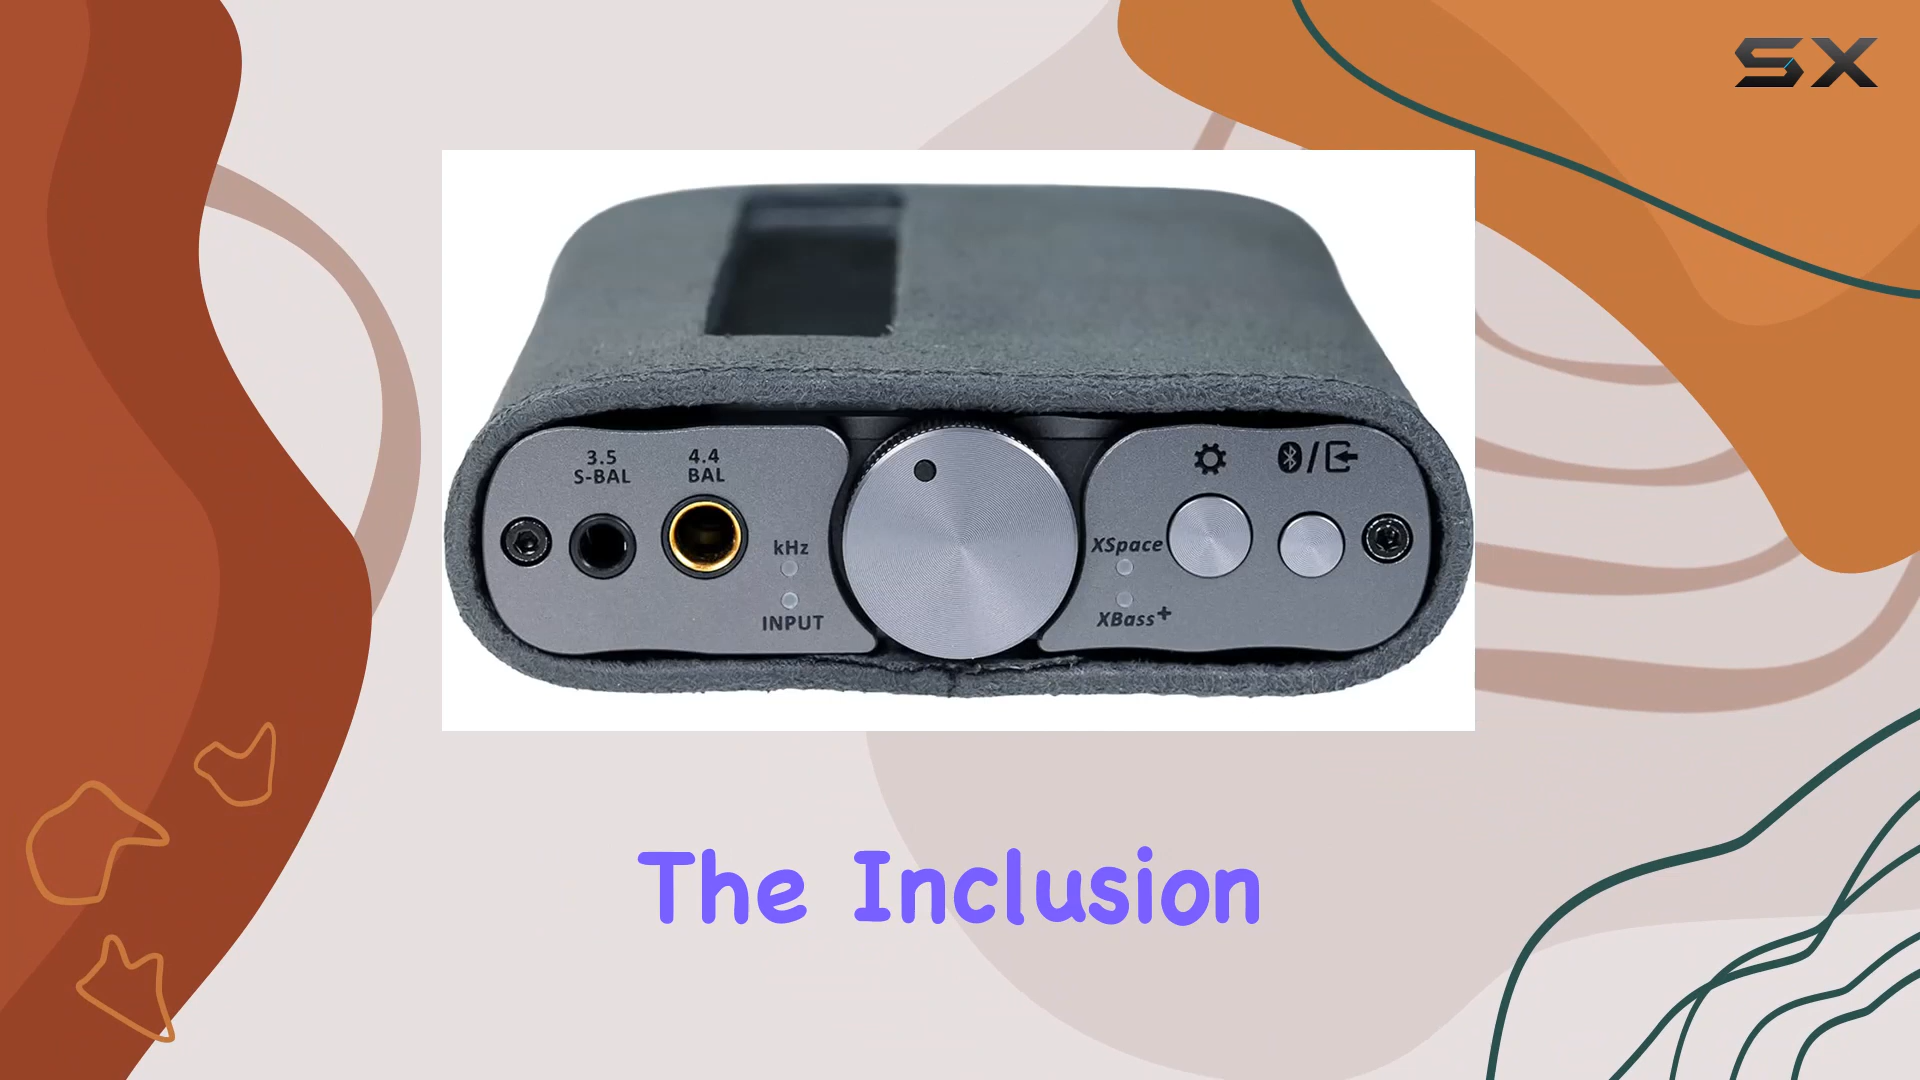 SX
3.5
S-BAL
4.4
BAL
kHz
INPUT
XSpace
XBass+
The Inclusion